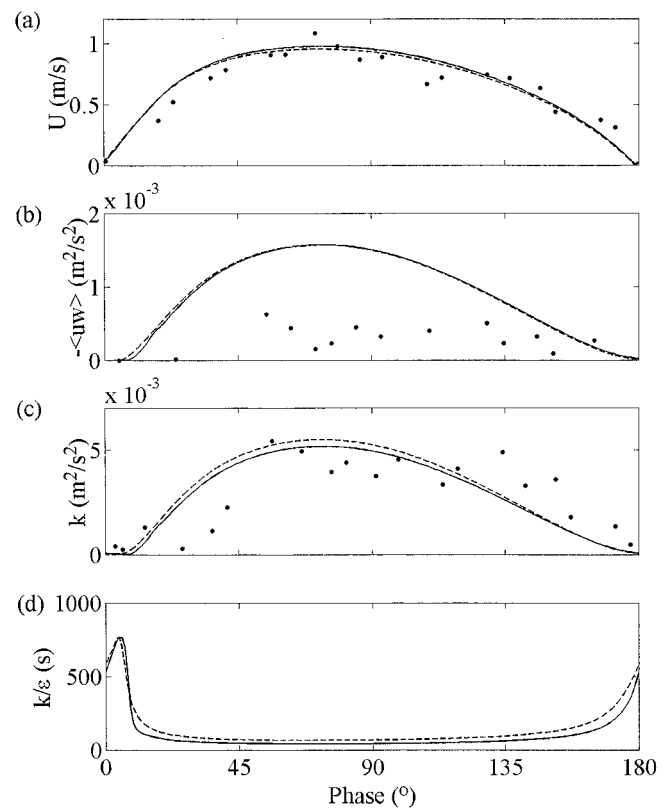 (a)
1
0.5
0
U (m/s)
x 10⁻³
(b)
2
1
0
-<uw> (m²/s²)
x 10⁻³
(c)
5
0
k (m²/s²)
(d)
1000
500
0
k/ε (s)
0 45 90 135 180
Phase (°)